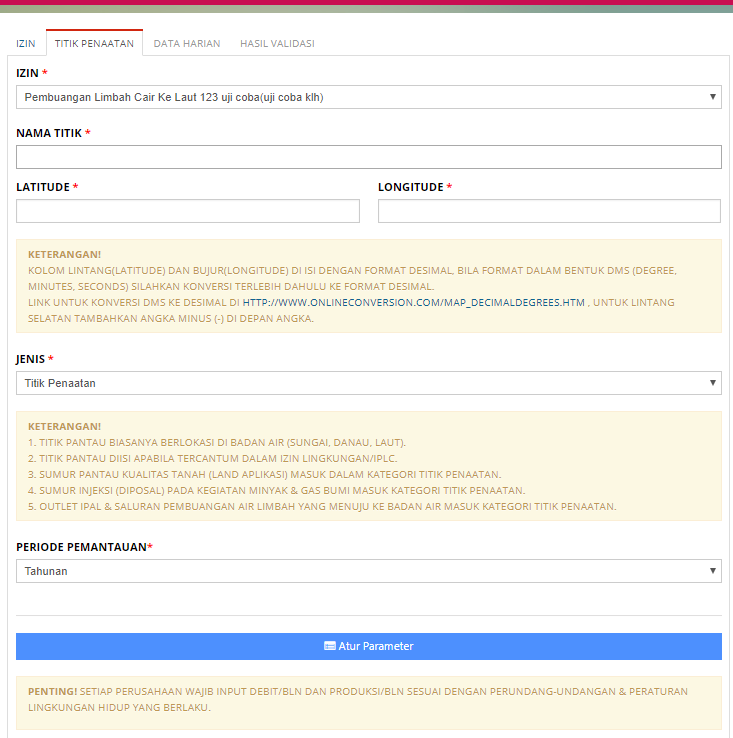 IZIN
TITIK PENAATAN
DATA HARIAN
HASIL VALIDASI
IZIN *
Pembuangan Limbah Cair Ke Laut 123 uji coba(uji coba klh)
NAMA TITIK *
LATITUDE *
LONGITUDE *
KETERANGAN!
KOLOM LINTANG(LATITUDE) DAN BUJUR(LONGITUDE) DI ISI DENGAN FORMAT DESIMAL, BILA FORMAT DALAM BENTUK DMS (DEGREE,
MINUTES, SECONDS) SILAHKAN KONVERSI TERLEBIH DAHULU KE FORMAT DESIMAL.
LINK UNTUK KONVERSI DMS KE DESIMAL DI HTTP://WWW.ONLINECONVERSION.COM/MAP_DECIMALDEGREES.HTM , UNTUK LINTANG
SELATAN TAMBAHKAN ANGKA MINUS (-) DI DEPAN ANGKA.
JENIS *
Titik Penaatan
KETERANGAN!
1. TITIK PANTAU BIASANYA BERLOKASI DI BADAN AIR (SUNGAI, DANAU, LAUT).
2. TITIK PANTAU DIISI APABILA TERCANTUM DALAM IZIN LINGKUNGAN/IPLC.
3. SUMUR PANTAU KUALITAS TANAH (LAND APLIKASI) MASUK DALAM KATEGORI TITIK PENAATAN.
4. SUMUR INJEKSI (DIPOSAL) PADA KEGIATAN MINYAK & GAS BUMI MASUK KATEGORI TITIK PENAATAN.
5. OUTLET IPAL & SALURAN PEMBUANGAN AIR LIMBAH YANG MENUJU KE BADAN AIR MASUK KATEGORI TITIK PENAATAN.
PERIODE PEMANTAUAN*
Tahunan
Atur Parameter
PENTING! SETIAP PERUSAHAAN WAJIB INPUT DEBIT/BLN DAN PRODUKSI/BLN SESUAI DENGAN PERUNDANG-UNDANGAN & PERATURAN
LINGKUNGAN HIDUP YANG BERLAKU.